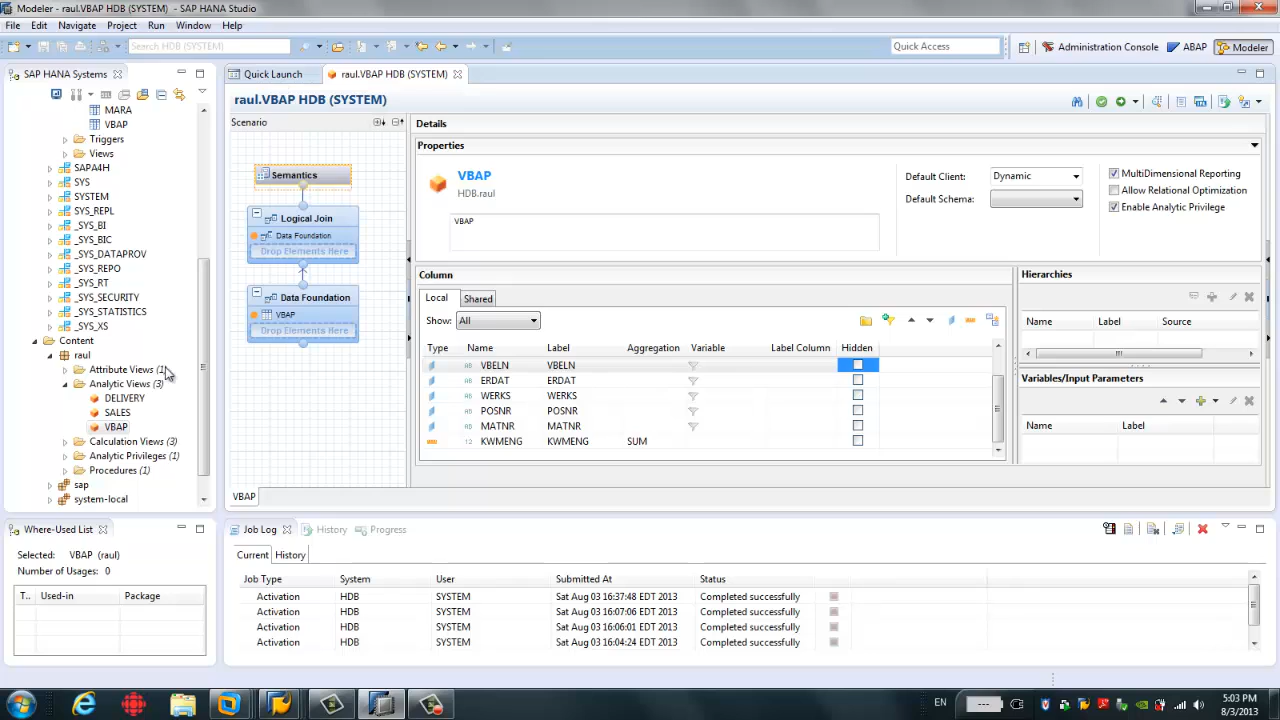 Modeler - raul.VBAP HDB (SYSTEM) - SAP HANA Studio
File Edit Navigate Project Run Window Help
Search HDB (SYSTEM)
Quick Access
Administration Console
ABAP
Modeler
SAP HANA Systems
MARA
VBAP
Triggers
Views
SAPA4H
SYS
SYSTEM
SYS_REPL
_SYS_BI
_SYS_BIC
_SYS_DATAPROV
_SYS_REPO
_SYS_RT
_SYS_SECURITY
_SYS_STATISTICS
_SYS_XS
Content
raul
Attribute Views (1)
Analytic Views (3)
DELIVERY
SALES
VBAP
Calculation Views (3)
Analytic Privileges (1)
Procedures (1)
sap
system-local
Where-Used List
Selected: VBAP (raul)
Number of Usages: 0
T.. Used-in Package
Quick Launch
raul.VBAP HDB (SYSTEM)
raul.VBAP HDB (SYSTEM)
Scenario
Semantics
Logical Join
Data Foundation
Drop Elements Here
Data Foundation
VBAP
Drop Elements Here
VBAP
Details
Properties
VBAP
HDB.raul
VBAP
Default Client: Dynamic
Default Schema:
MultiDimensional Reporting
Allow Relational Optimization
Enable Analytic Privilege
Column
Local Shared
Show: All
Type Name Label Aggregation Variable Label Column Hidden
VBELN VBELN
ERDAT ERDAT
WERKS WERKS
POSNR POSNR
MATNR MATNR
12 KWMENG KWMENG SUM
Hierarchies
Name Label Source
Variables/Input Parameters
Name Label
Job Log History Progress
Current History
Job Type System User Submitted At Status
Activation HDB SYSTEM Sat Aug 03 16:37:48 EDT 2013 Completed successfully
Activation HDB SYSTEM Sat Aug 03 16:07:06 EDT 2013 Completed successfully
Activation HDB SYSTEM Sat Aug 03 16:06:01 EDT 2013 Completed successfully
Activation HDB SYSTEM Sat Aug 03 16:04:24 EDT 2013 Completed successfully
EN
5:03 PM
8/3/2013